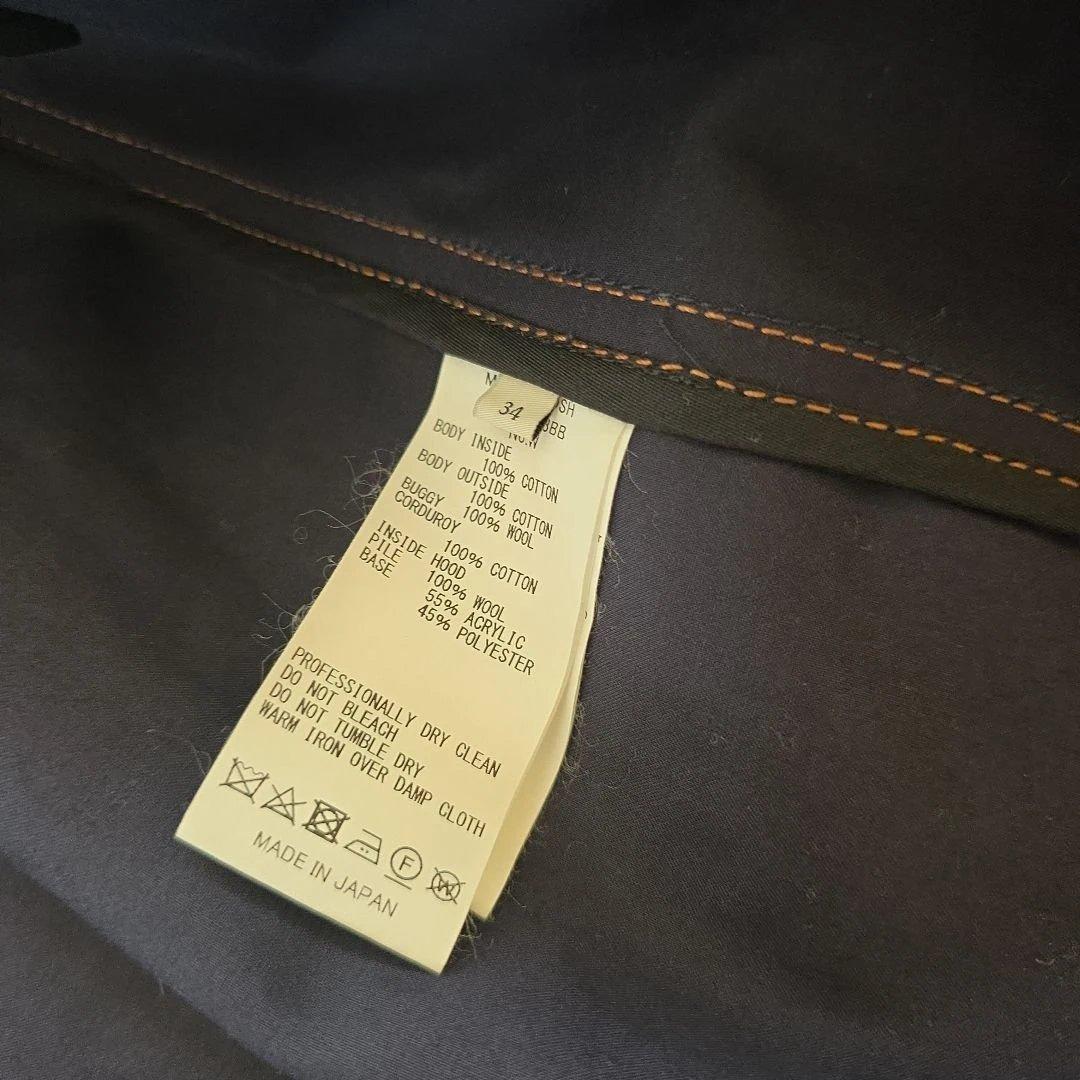 34
SH
BB
BODY INSIDE
100% COTTON
BODY OUTSIDE
100% COTTON
BUGGY 100% WOOL
CORDUROY
100% COTTON
INSIDE HOOD
PILE 100% WOOL
BASE 55% ACRYLIC
45% POLYESTER
PROFESSIONALLY DRY CLEAN
DO NOT BLEACH
DO NOT TUMBLE DRY
WARM IRON OVER DAMP CLOTH
F W
MADE IN JAPAN